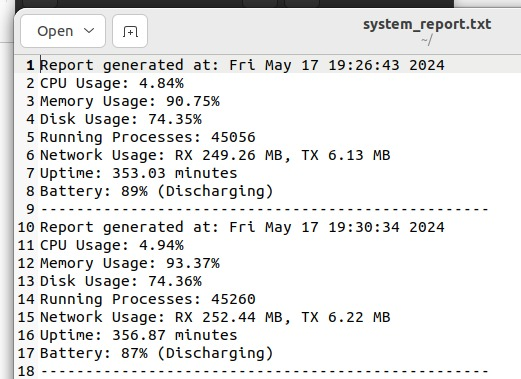 Open
system_report.txt
~/
1 Report generated at: Fri May 17 19:26:43 2024
2 CPU Usage: 4.84%
3 Memory Usage: 90.75%
4 Disk Usage: 74.35%
5 Running Processes: 45056
6 Network Usage: RX 249.26 MB, TX 6.13 MB
7 Uptime: 353.03 minutes
8 Battery: 89% (Discharging)
9 --------------------------------------------------
10 Report generated at: Fri May 17 19:30:34 2024
11 CPU Usage: 4.94%
12 Memory Usage: 93.37%
13 Disk Usage: 74.36%
14 Running Processes: 45260
15 Network Usage: RX 252.44 MB, TX 6.22 MB
16 Uptime: 356.87 minutes
17 Battery: 87% (Discharging)
18 --------------------------------------------------